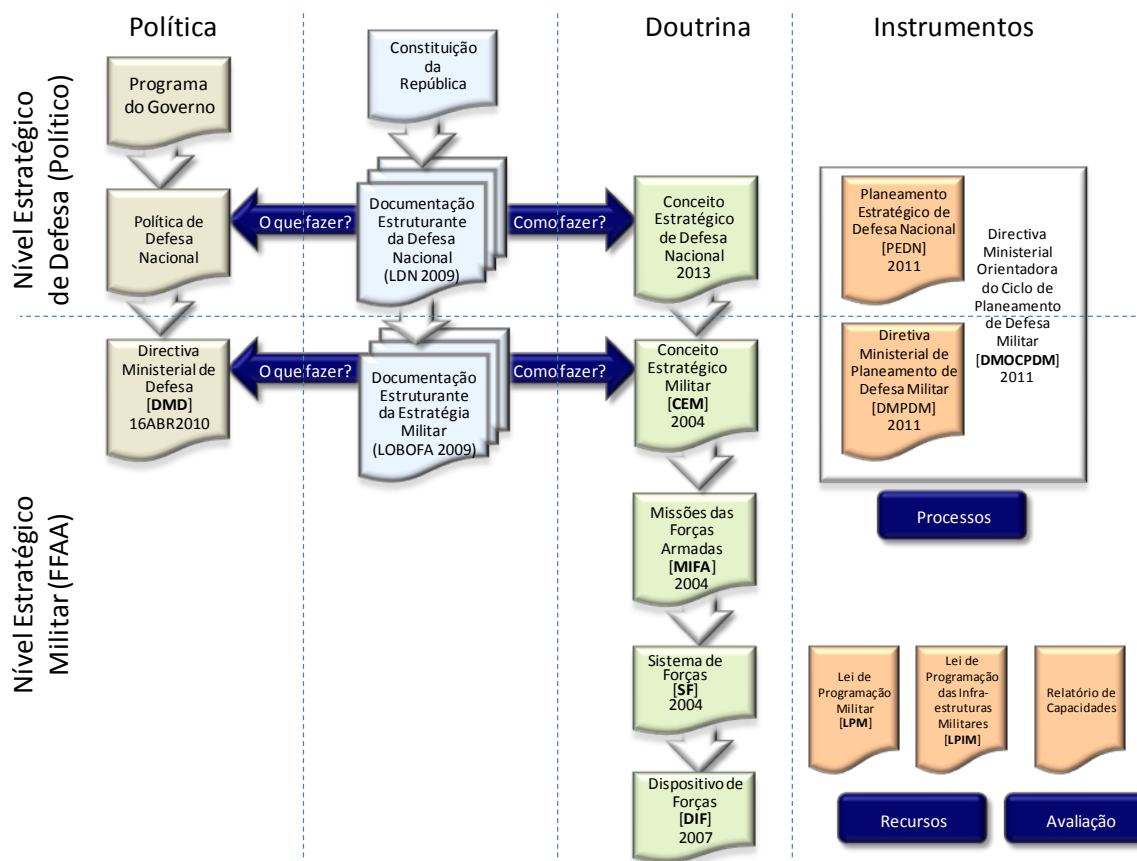 Política
Doutrina
Instrumentos
Nível Estratégico
de Defesa (Político)
Programa
do Governo
Constituição
da
República
Política de
Defesa
Nacional
O que fazer?
Documentação
Estruturante
da Defesa
Nacional
(LDN 2009)
Como fazer?
Conceito
Estratégico
de Defesa
Nacional
2013
Planeamento
Estratégico de
Defesa Nacional
[PEDN]
2011
Directiva
Ministerial
Orientadora
do Ciclo de
Planeamento
de Defesa
Militar
[DMOCPDM]
2011
Nível Estratégico
Militar (FFAA)
Directiva
Ministerial de
Defesa
[DMD]
16ABR2010
O que fazer?
Documentação
Estruturante
da Estratégia
Militar
(LOBOFA 2009)
Como fazer?
Conceito
Estratégico
Militar
[CEM]
2004
Diretiva
Ministerial de
Planeamento de
Defesa Militar
[DMPDM]
2011
Processos
Missões das
Forças
Armadas
[MIFA]
2004
Sistema de
Forças
[SF]
2004
Lei de
Programação
Militar
[LPM]
Lei de
Programação
das Infra-
estruturas
Militares
[LPIM]
Relatório de
Capacidades
Dispositivo de
Forças
[DIF]
2007
Recursos
Avaliação